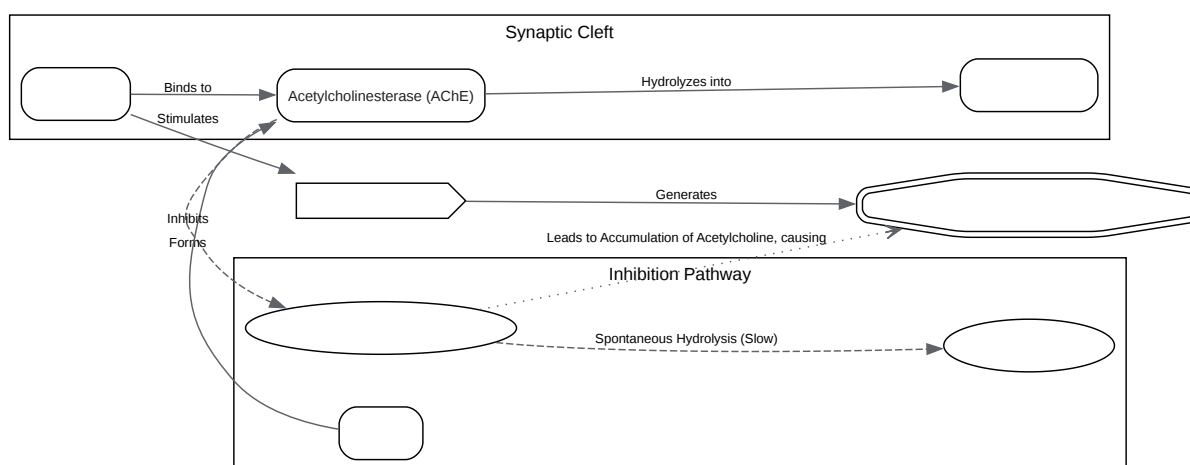 Synaptic Cleft
Binds to
Acetylcholinesterase (AChE)
Hydrolyzes into
Stimulates
Generates
Inhibits
Forms
Leads to Accumulation of Acetylcholine, causing
Inhibition Pathway
Spontaneous Hydrolysis (Slow)